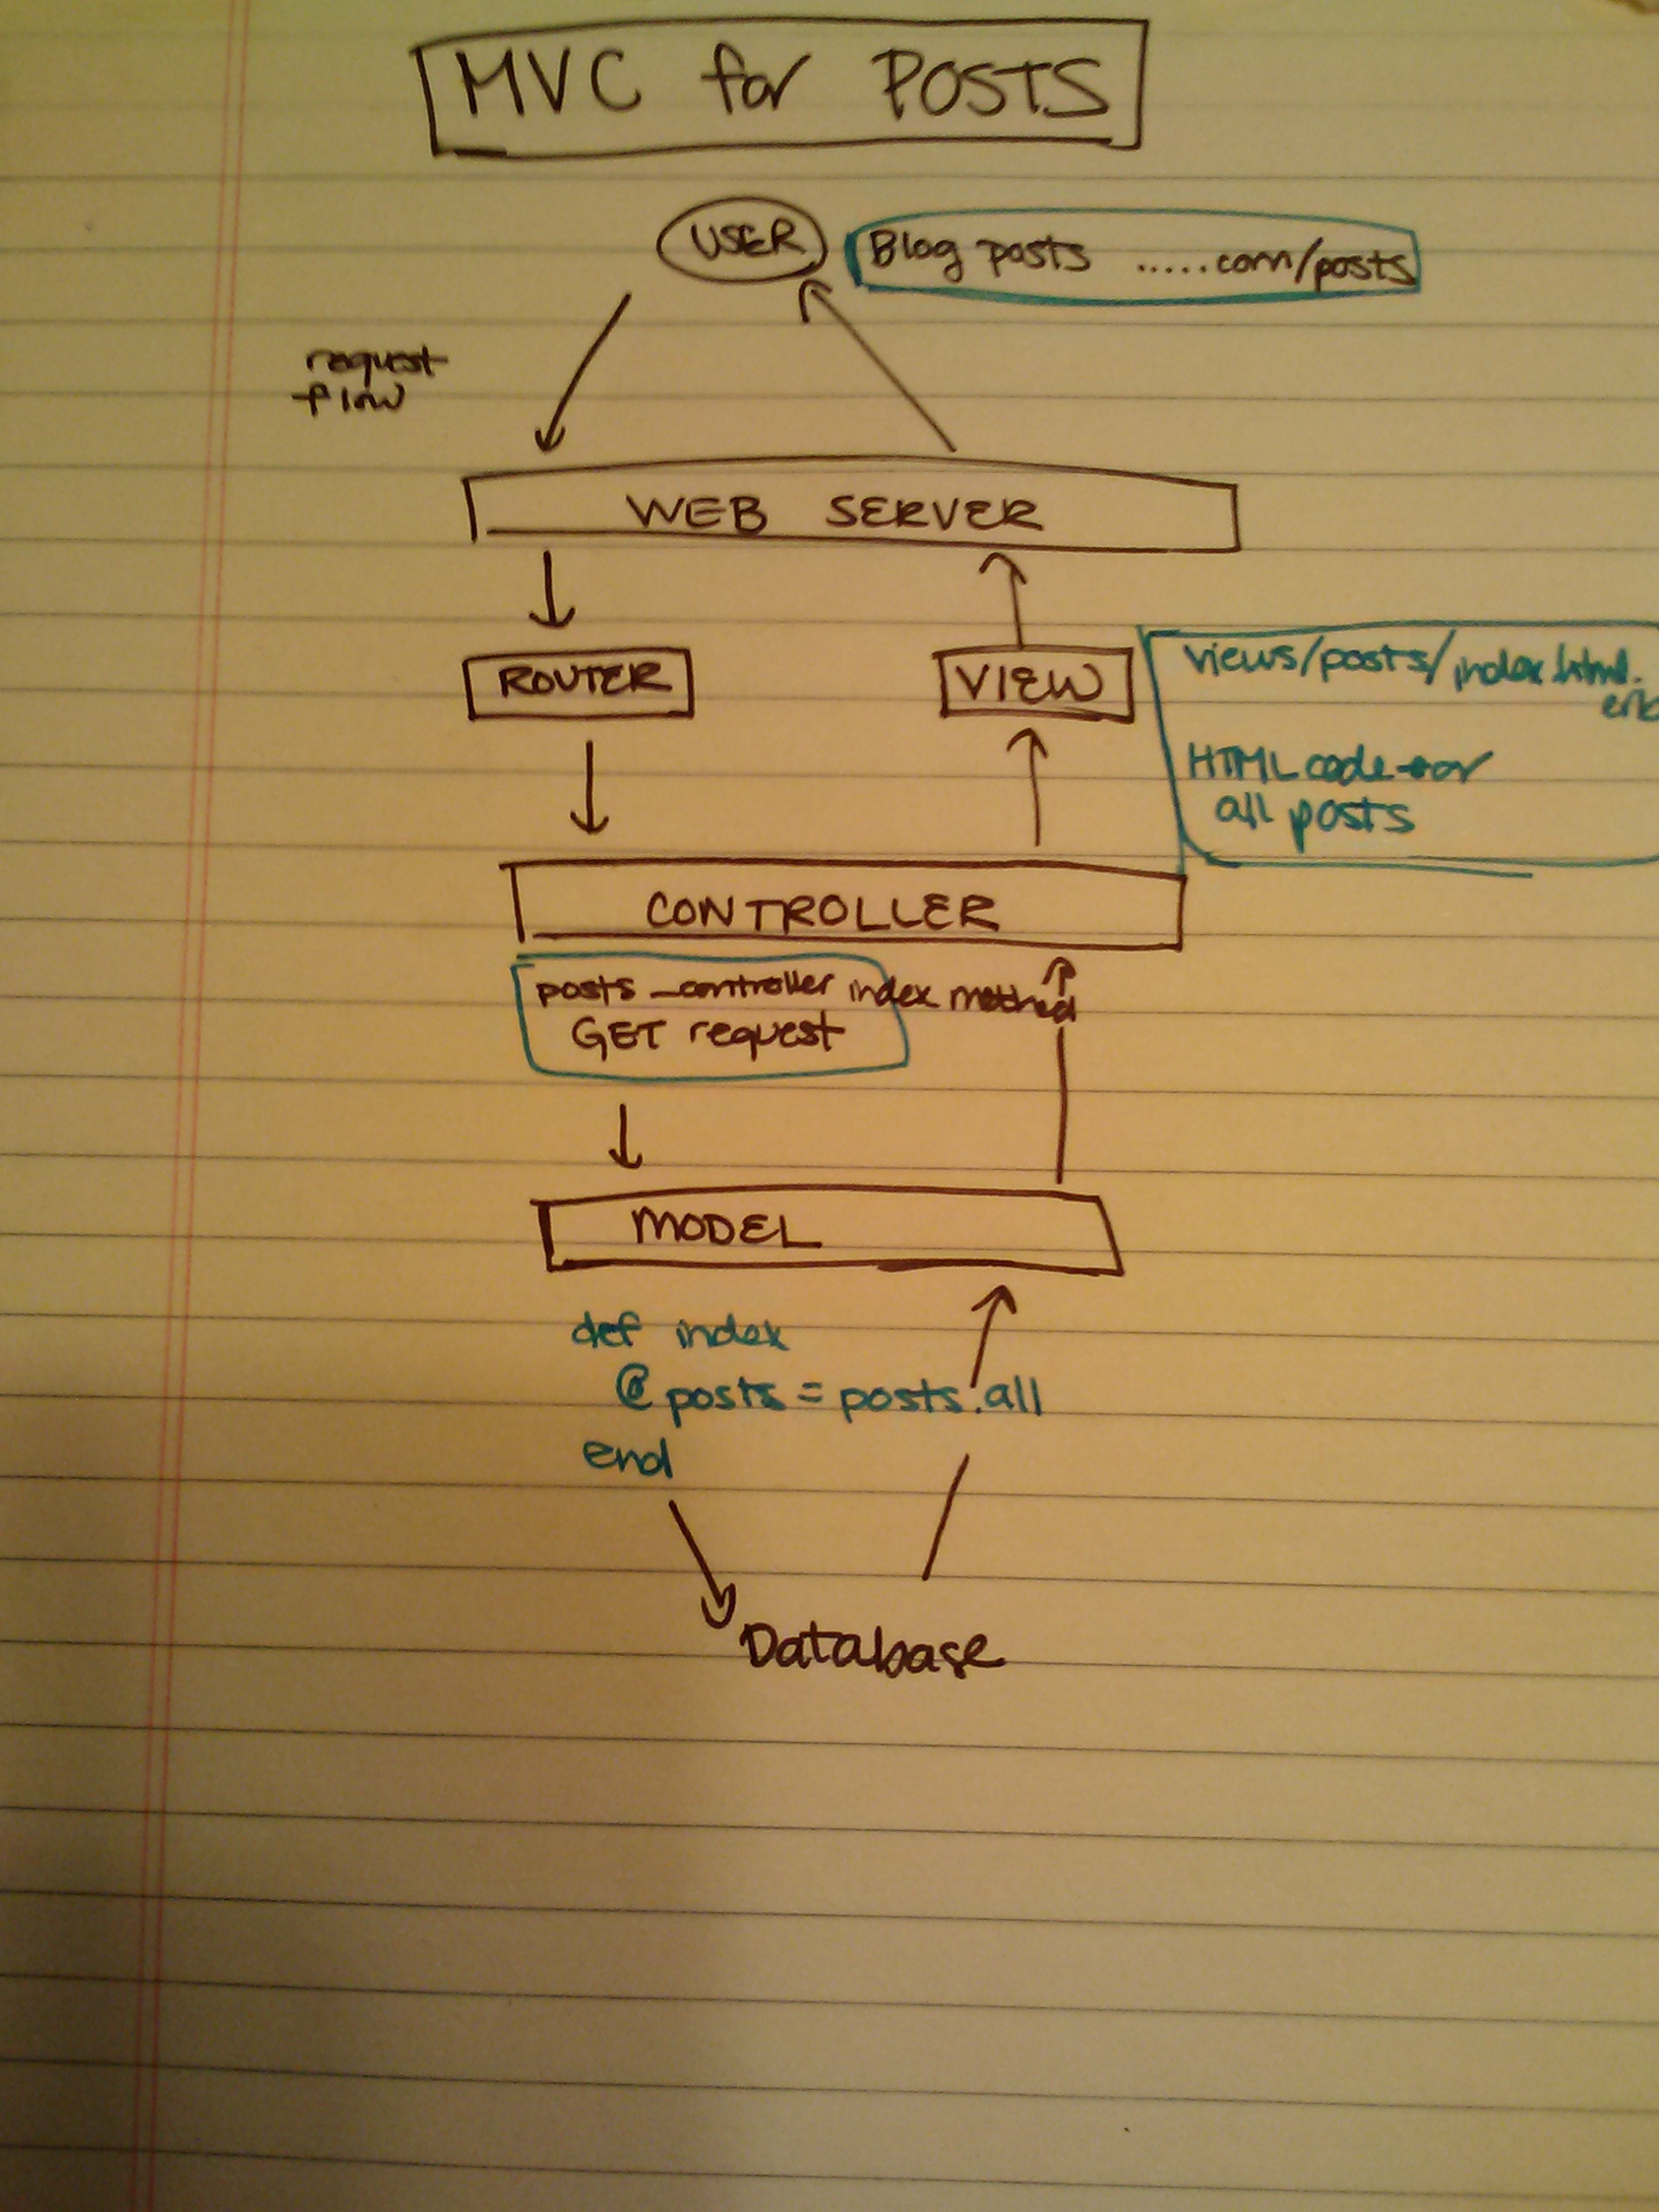 MVC for POSTS
USER
Blog posts .....com/posts
request
flow
WEB SERVER
ROUTER
VIEW
views/posts/index.html.
erb
HTML code for
all posts
CONTROLLER
posts_controller index method
GET request
MODEL
def index
@posts = posts.all
end
Database